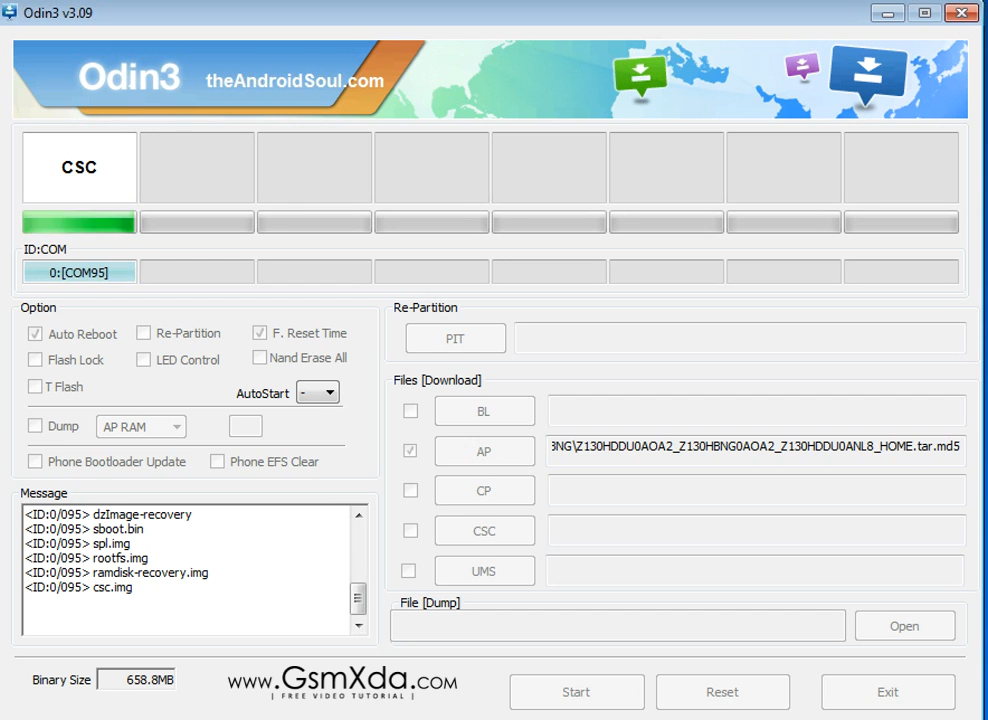 Odin3 v3.09
Odin3 theAndroidSoul.com
CSC
ID:COM
0:[COM95]
Option
Auto Reboot
Re-Partition
F. Reset Time
Flash Lock
LED Control
Nand Erase All
T Flash
AutoStart
-
Dump
AP RAM
Phone Bootloader Update
Phone EFS Clear
Message
<ID:0/095> dzImage-recovery
<ID:0/095> sboot.bin
<ID:0/095> spl.img
<ID:0/095> rootfs.img
<ID:0/095> ramdisk-recovery.img
<ID:0/095> csc.img
Re-Partition
PIT
Files [Download]
BL
AP
3NG\Z130HDDU0AOA2_Z130HBNG0AOA2_Z130HDDU0ANL8_HOME.tar.md5
CP
CSC
UMS
File [Dump]
Open
Binary Size
658.8MB
www.GsmXda.com
| FREE VIDEO TUTORIAL |
Start
Reset
Exit